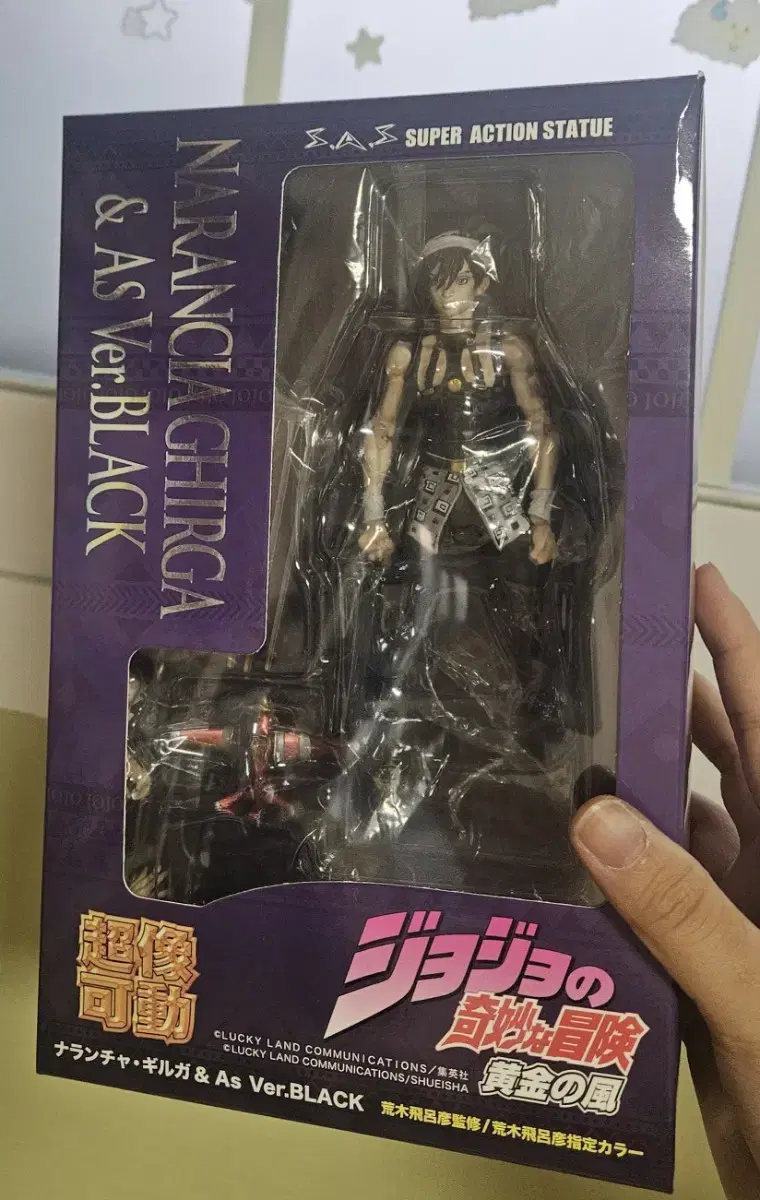 S.A.S SUPER ACTION STATUE
NARANCIA GHIRGA
& As Ver.BLACK
超像
可動
ジョジョの
奇妙な冒険
黄金の風
©LUCKY LAND COMMUNICATIONS/集英社
©LUCKY LAND COMMUNICATIONS/SHUEISHA
ナランチャ・ギルガ & As Ver.BLACK
荒木飛呂彦監修/荒木飛呂彦指定カラー